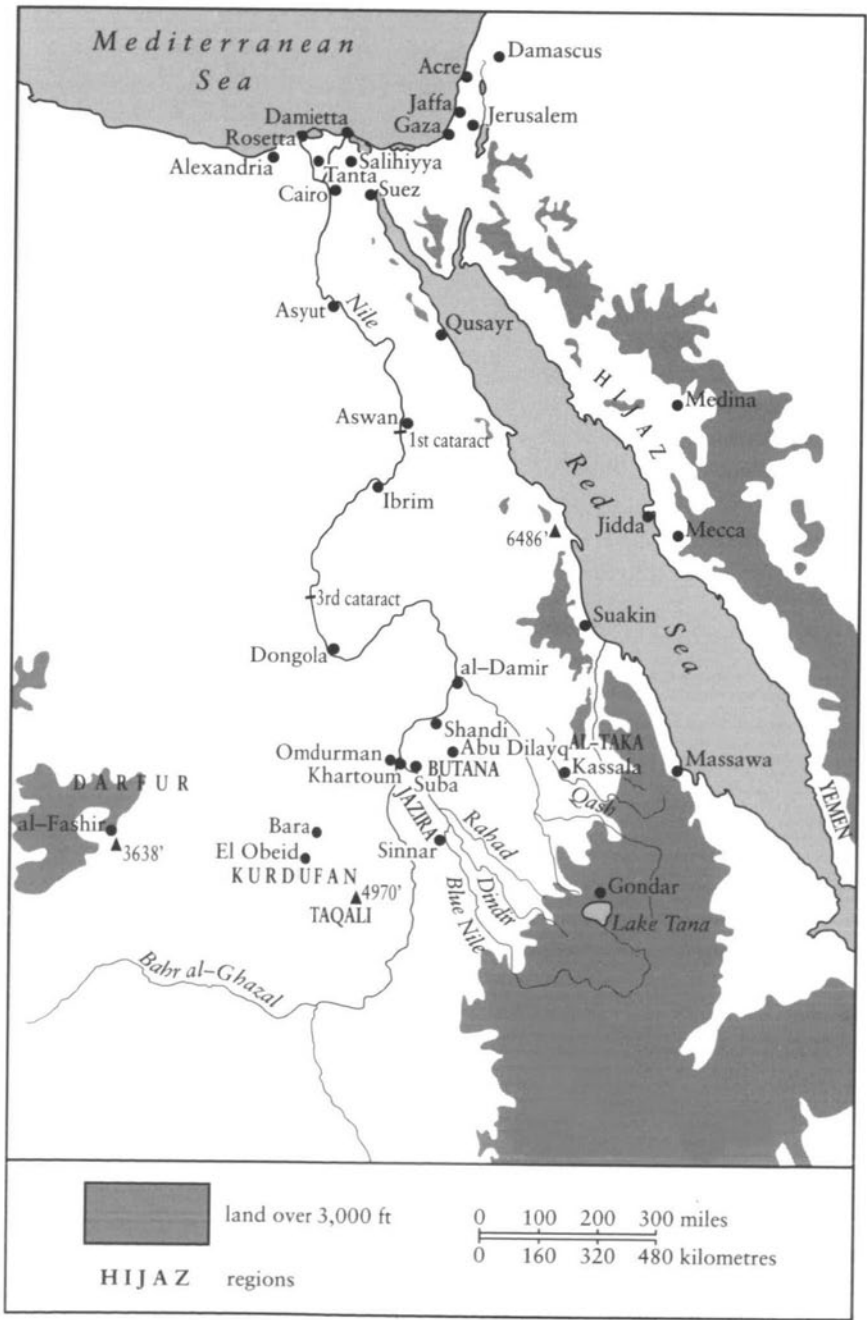 Mediterranean
Sea
Damascus
Acre
Jaffa
Jerusalem
Gaza
Damietta
Rosetta
Alexandria
Salihiyya
Tanta
Cairo
Suez
Asyut
Nile
Qusayr
HIJAZ
Medina
Aswan
1st cataract
Ibrim
Red
Sea
Jidda
Mecca
6486'
3rd cataract
Suakin
Dongola
al–Damir
Shandi
Abu Dilayq
AL–TAKA
Omdurman
Khartoum
BUTANA
Suba
Kassala
Massawa
Qash
YEMEN
DARFUR
al–Fashir
3638'
JAZIRA
Rahad
Bara
Sinnar
El Obeid
KURDUFAN
Dindir
Blue Nile
4970'
TAQALI
Gondar
Lake Tana
Bahr al–Ghazal
land over 3,000 ft
0 100 200 300 miles
0 160 320 480 kilometres
HIJAZ regions